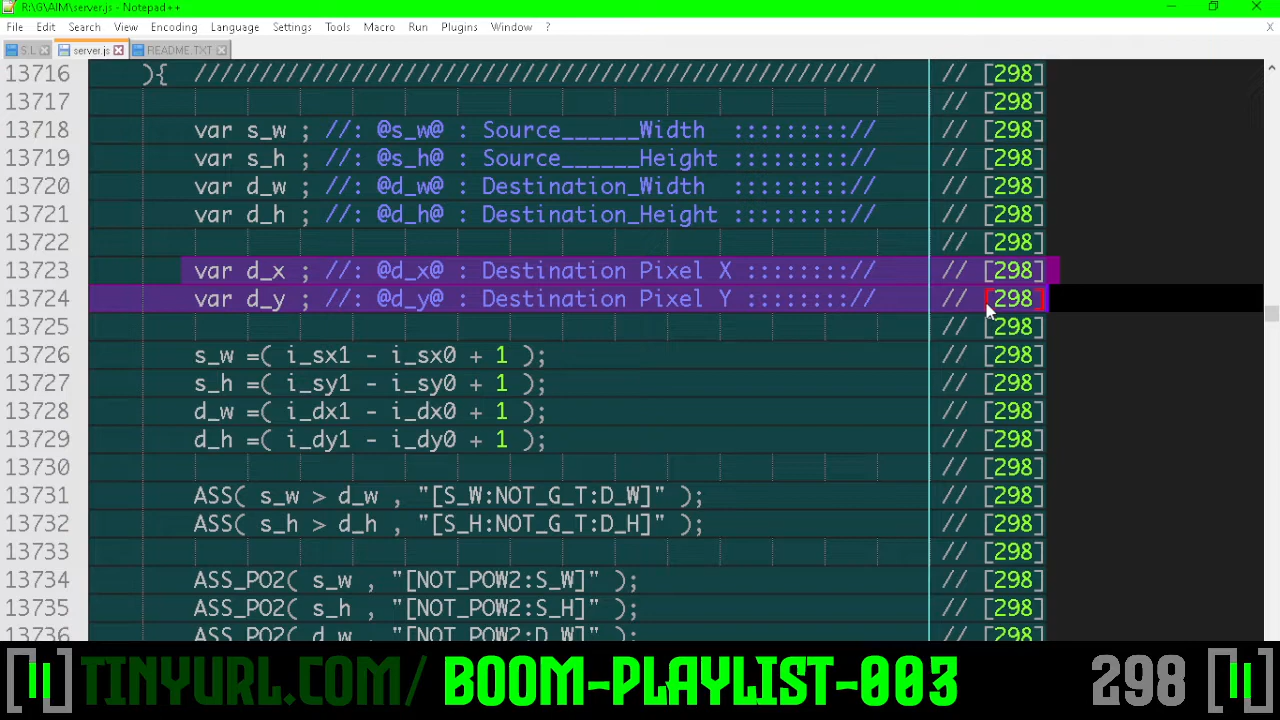 R:\G\AIM\server.js - Notepad++
File Edit Search View Encoding Language Settings Tools Macro Run Plugins Window ? X
S.L server.js README.TXT
13716 ){ //////////////////////////////////////////////////// // [298]
13717 // [298]
13718 var s_w ; //: @s_w@ : Source______Width :::::::::// // [298]
13719 var s_h ; //: @s_h@ : Source______Height :::::::::// // [298]
13720 var d_w ; //: @d_w@ : Destination_Width :::::::::// // [298]
13721 var d_h ; //: @d_h@ : Destination_Height :::::::::// // [298]
13722 // [298]
13723 var d_x ; //: @d_x@ : Destination Pixel X ::::::::// // [298]
13724 var d_y ; //: @d_y@ : Destination Pixel Y ::::::::// // [298]
13725 // [298]
13726 s_w =( i_sx1 - i_sx0 + 1 ); // [298]
13727 s_h =( i_sy1 - i_sy0 + 1 ); // [298]
13728 d_w =( i_dx1 - i_dx0 + 1 ); // [298]
13729 d_h =( i_dy1 - i_dy0 + 1 ); // [298]
13730 // [298]
13731 ASS( s_w > d_w , "[S_W:NOT_G_T:D_W]" ); // [298]
13732 ASS( s_h > d_h , "[S_H:NOT_G_T:D_H]" ); // [298]
13733 // [298]
13734 ASS_PO2( s_w , "[NOT_POW2:S_W]" ); // [298]
13735 ASS_PO2( s_h , "[NOT_POW2:S_H]" ); // [298]
13736 ASS_PO2( d_w , "[NOT_POW2:D_W]" ); // [298]
TINYURL.COM/ BOOM-PLAYLIST-003 298